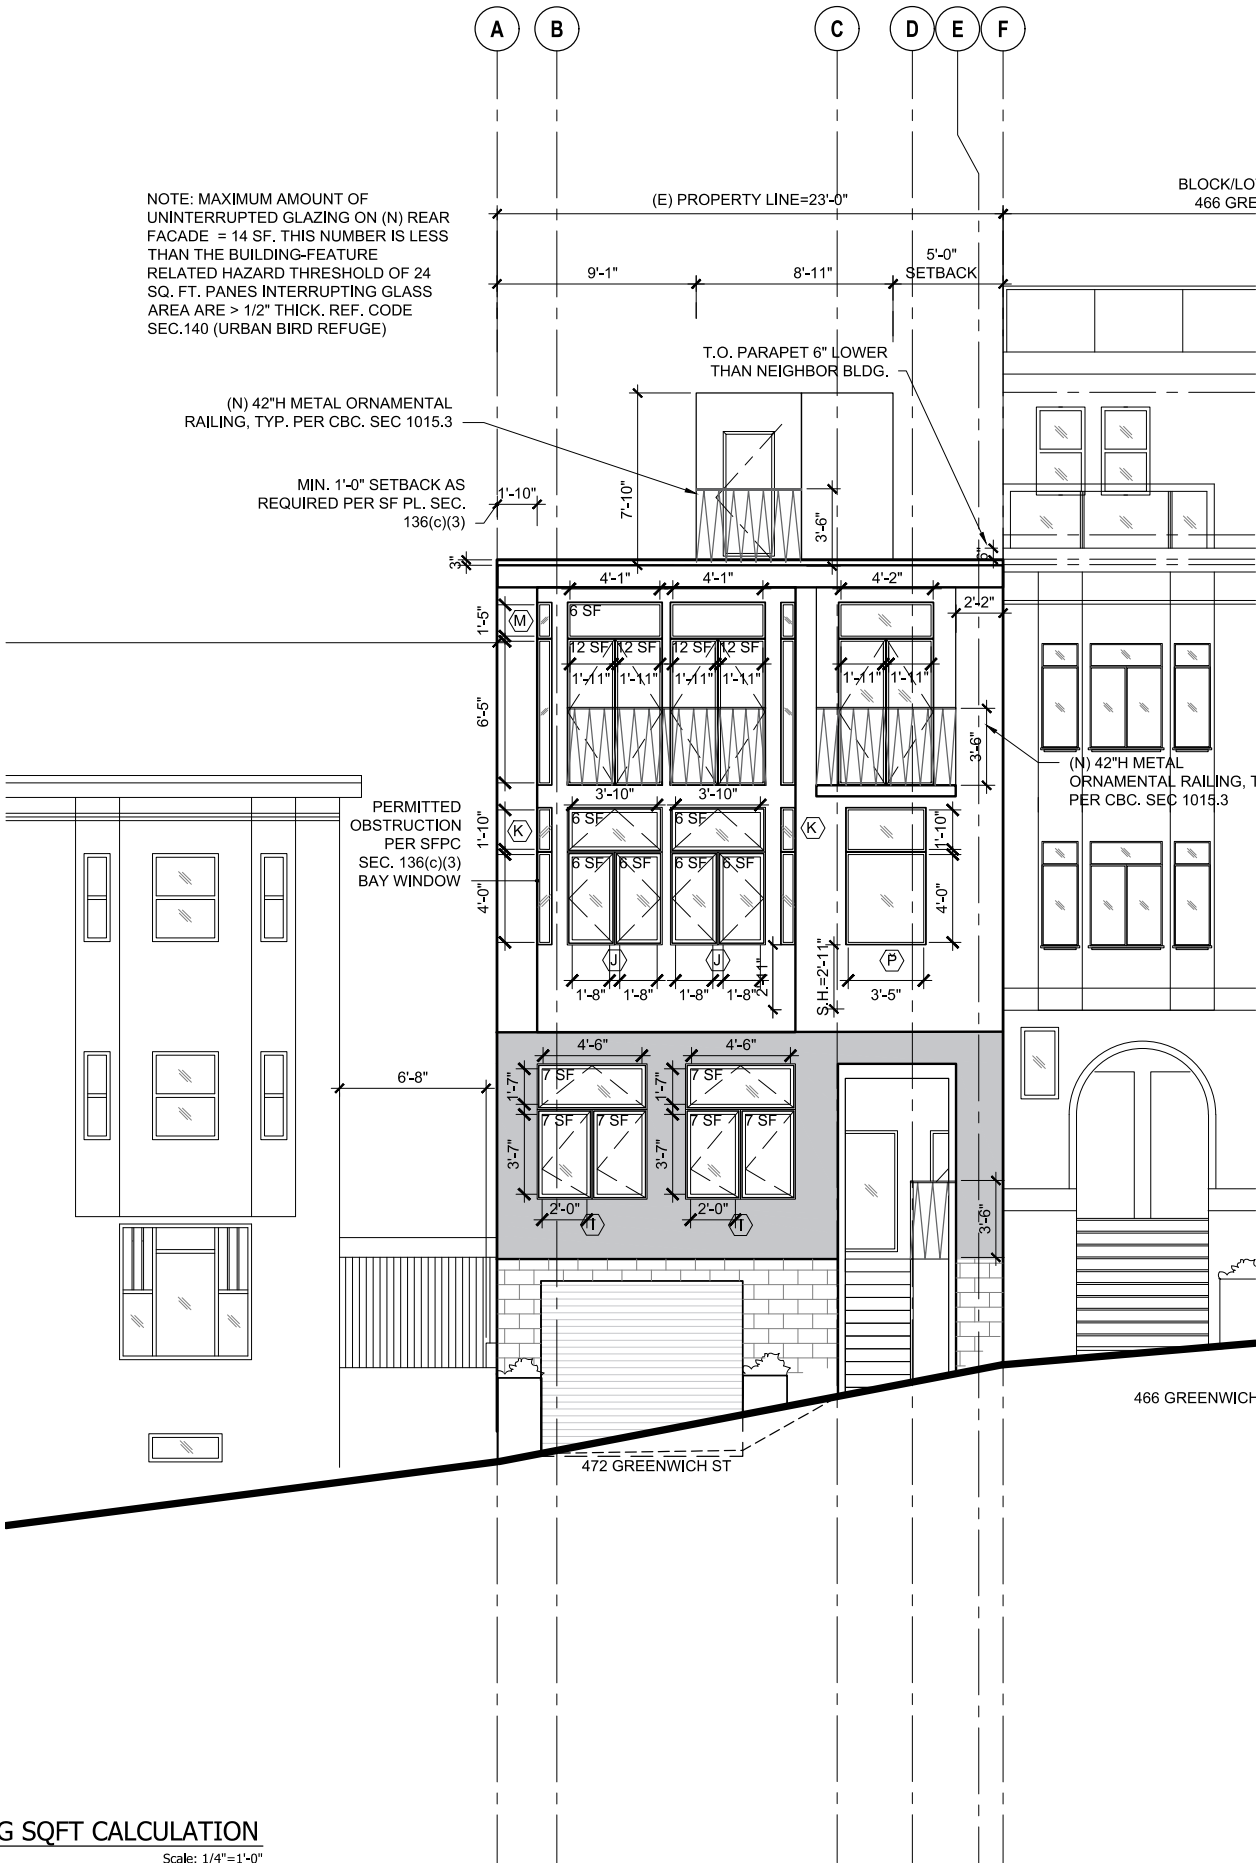 A B C D E F
NOTE: MAXIMUM AMOUNT OF
UNINTERRUPTED GLAZING ON (N) REAR
FACADE = 14 SF. THIS NUMBER IS LESS
THAN THE BUILDING-FEATURE
RELATED HAZARD THRESHOLD OF 24
SQ. FT. PANES INTERRUPTING GLASS
AREA ARE > 1/2" THICK. REF. CODE
SEC.140 (URBAN BIRD REFUGE)
(E) PROPERTY LINE=23'-0"
BLOCK/LO
466 GRE
9'-1"
8'-11"
5'-0"
SETBACK
T.O. PARAPET 6" LOWER
THAN NEIGHBOR BLDG.
(N) 42"H METAL ORNAMENTAL
RAILING, TYP. PER CBC. SEC 1015.3
MIN. 1'-0" SETBACK AS
REQUIRED PER SF PL. SEC.
136(c)(3)
1'-10"
7'-10"
3'-6"
6"
3"
4'-1" 4'-1" 4'-2"
2'-2"
1'-5"
M
6 SF
12 SF 12 SF 12 SF 12 SF
1'-11" 1'-11" 1'-11" 1'-11" 1'-11" 1'-11"
6'-5"
3'-6"
(N) 42"H METAL
ORNAMENTAL RAILING, T
PER CBC. SEC 1015.3
3'-10" 3'-10"
PERMITTED
OBSTRUCTION
PER SFPC
SEC. 136(c)(3)
BAY WINDOW
1'-10"
K
6 SF 6 SF
K
1'-10"
6 SF 6 SF 6 SF 6 SF
4'-0"
4'-0"
J J
P
2'-11"
S.H.=2'-11"
1'-8" 1'-8" 1'-8" 1'-8"
3'-5"
4'-6" 4'-6"
6'-8"
1'-7"
7 SF
1'-7"
7 SF
3'-7"
7 SF 7 SF
3'-7"
7 SF 7 SF
2'-0" 2'-0"
I I
3'-6"
466 GREENWICH
472 GREENWICH ST
G SQFT CALCULATION
Scale: 1/4"=1'-0"